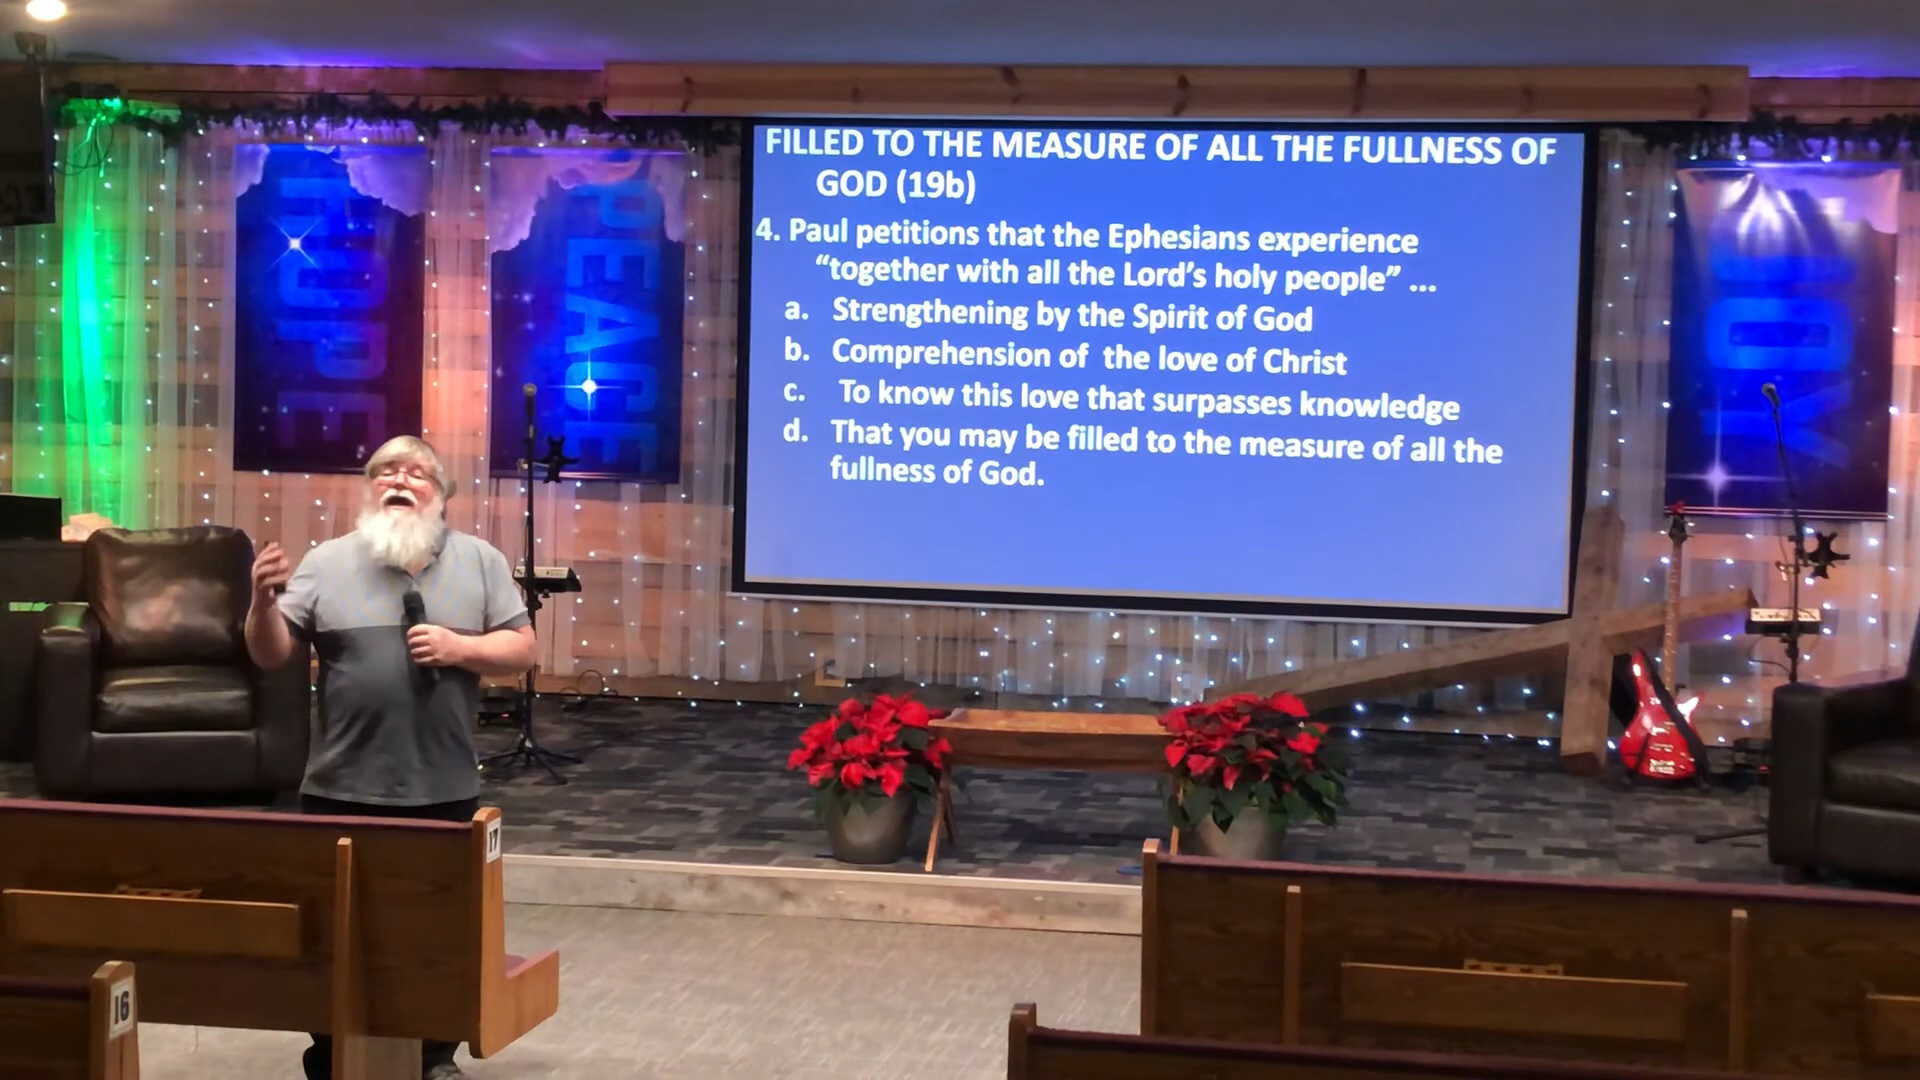 HOPE
PEACE
FILLED TO THE MEASURE OF ALL THE FULLNESS OF
GOD (19b)
4. Paul petitions that the Ephesians experience
“together with all the Lord’s holy people” ...
a. Strengthening by the Spirit of God
b. Comprehension of the love of Christ
c. To know this love that surpasses knowledge
d. That you may be filled to the measure of all the
fullness of God.
JOY
17
16